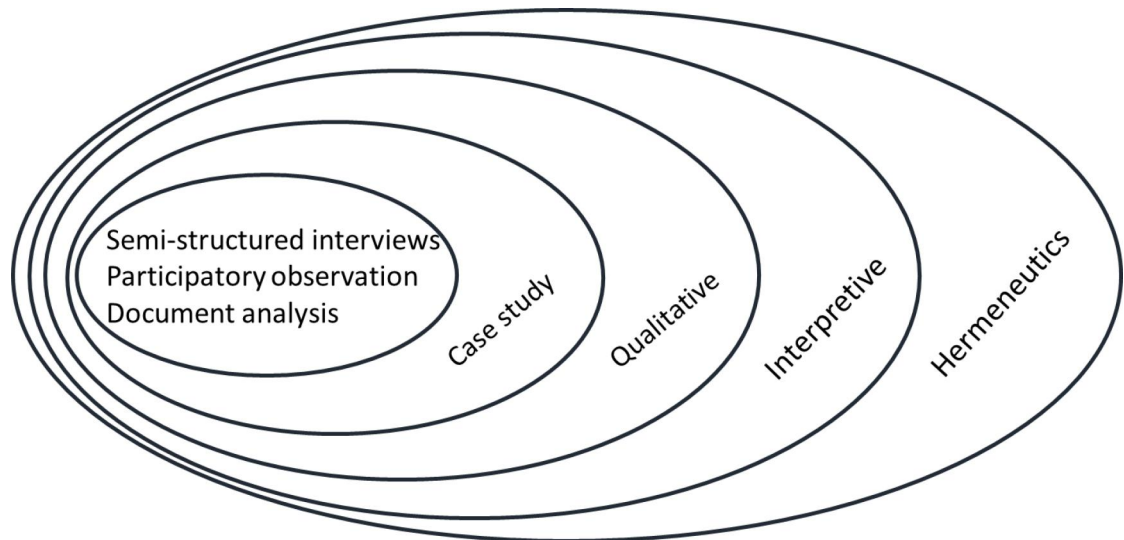 Semi-structured interviews
Participatory observation
Document analysis
Case study
Qualitative
Interpretive
Hermeneutics